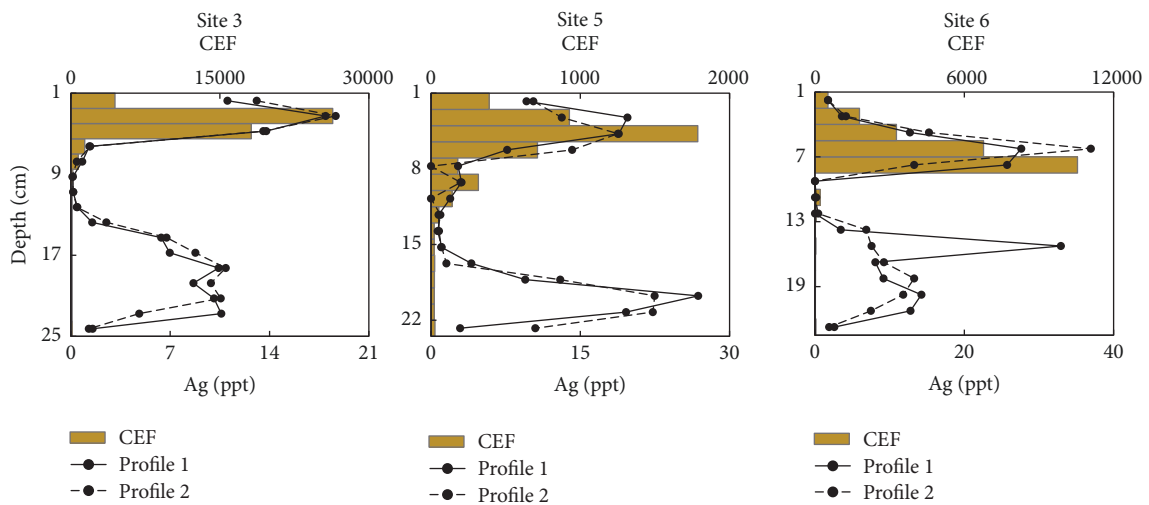 Site 3
CEF
0 15000 30000
1
9
17
25
Depth (cm)
0 7 14 21
Ag (ppt)
CEF
Profile 1
Profile 2
Site 5
CEF
0 1000 2000
1
8
15
22
0 15 30
Ag (ppt)
CEF
Profile 1
Profile 2
Site 6
CEF
0 6000 12000
1
7
13
19
0 20 40
Ag (ppt)
CEF
Profile 1
Profile 2